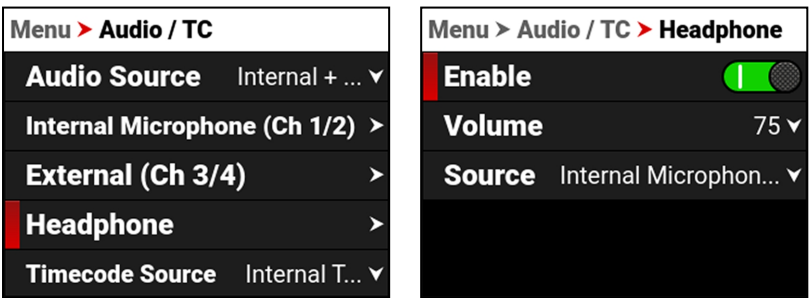 Menu ➤ Audio / TC
Audio Source Internal + ...
Internal Microphone (Ch 1/2)
External (Ch 3/4)
Headphone
Timecode Source Internal T...
Menu ➤ Audio / TC ➤ Headphone
Enable
Volume 75
Source Internal Microphon...